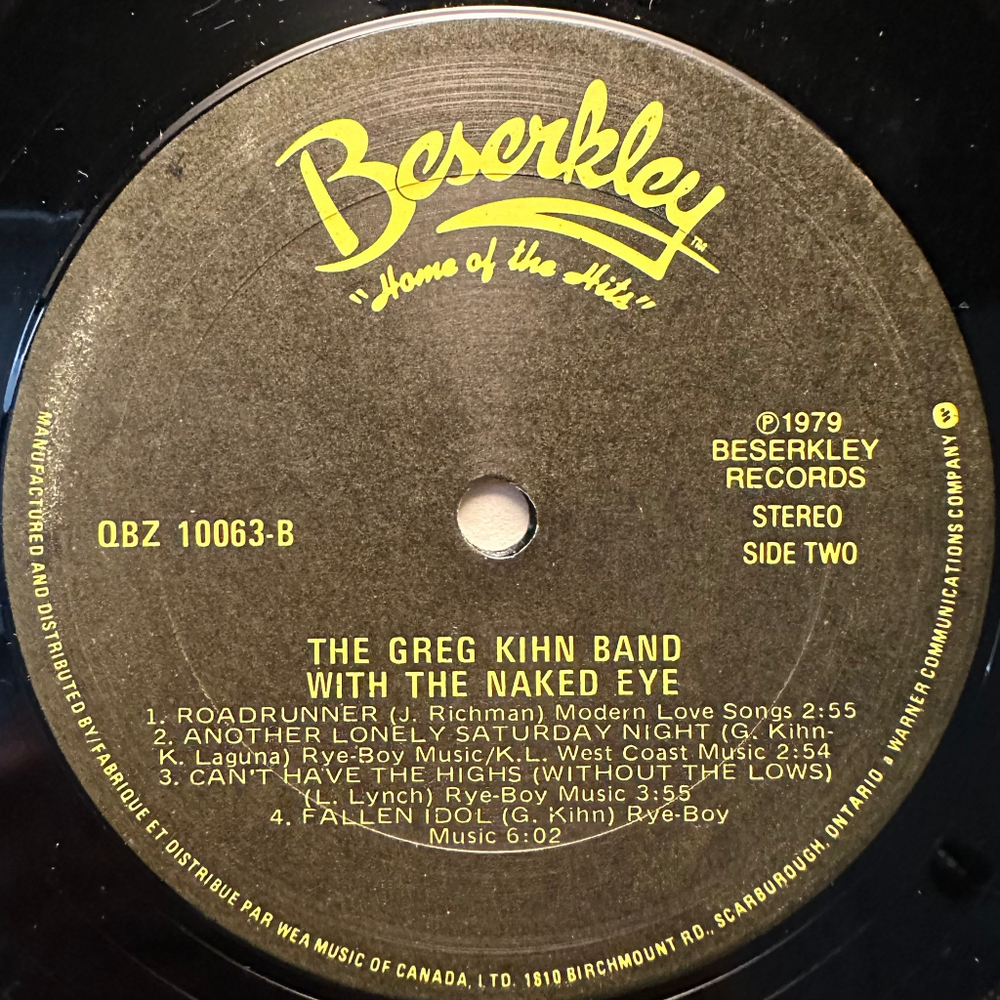 Beserkley™
"Home of the Hits"
℗1979
BESERKLEY
RECORDS
STEREO
SIDE TWO
QBZ 10063-B
THE GREG KIHN BAND
WITH THE NAKED EYE
1. ROADRUNNER (J. Richman) Modern Love Songs 2:55
2. ANOTHER LONELY SATURDAY NIGHT (G. Kihn-
K. Laguna) Rye-Boy Music/K.L. West Coast Music 2:54
3. CAN'T HAVE THE HIGHS (WITHOUT THE LOWS)
(L. Lynch) Rye-Boy Music 3:55
4. FALLEN IDOL (G. Kihn) Rye-Boy
Music 6:02
MANUFACTURED AND DISTRIBUTED BY/FABRIQUE ET DISTRIBUE PAR WEA MUSIC OF CANADA, LTD. 1810 BIRCHMOUNT RD., SCARBOROUGH, ONTARIO a WARNER COMMUNICATIONS COMPANY